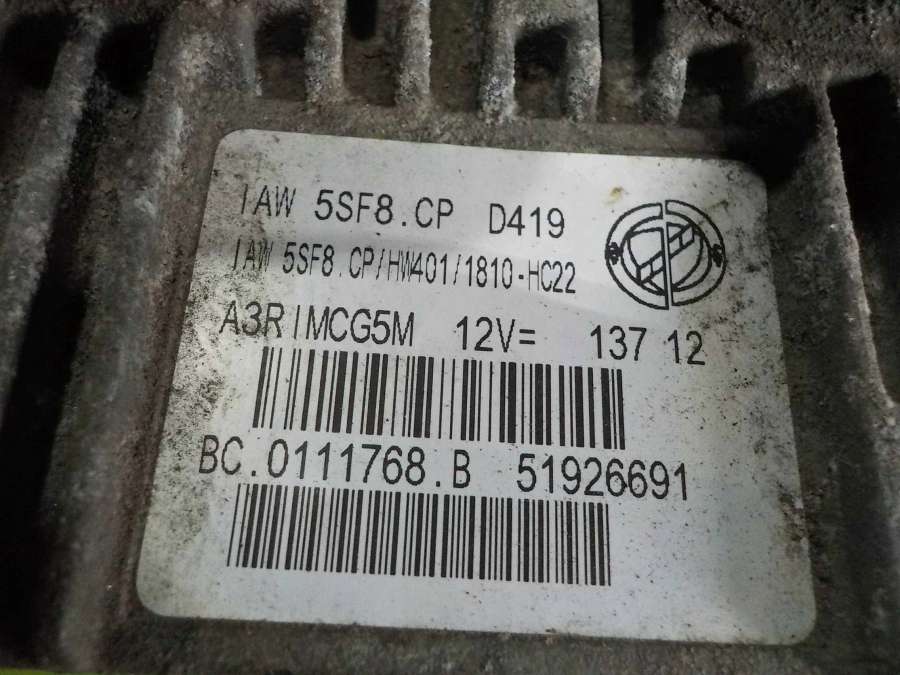 IAW 5SF8.CP D419
IAW 5SF8.CP/HW401/1810-HC22
A3RIMCG5M 12V= 137 12
BC.0111768.B 51926691